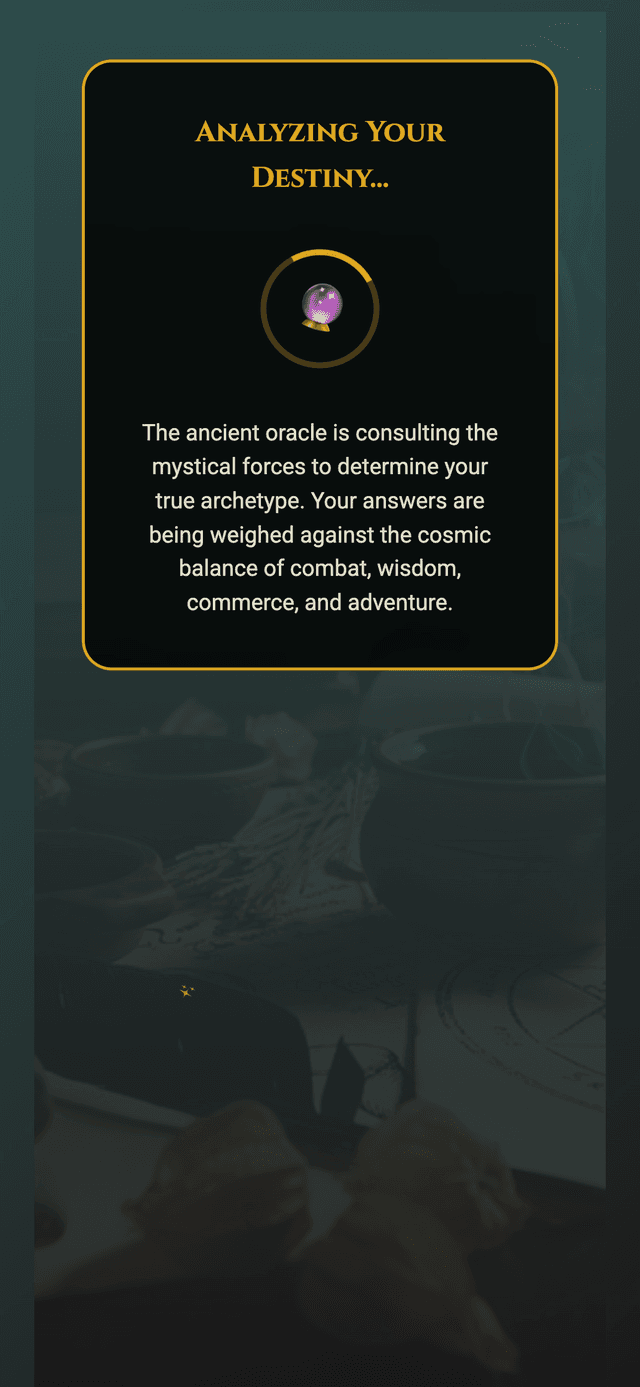 Analyzing Your
Destiny...
The ancient oracle is consulting the
mystical forces to determine your
true archetype. Your answers are
being weighed against the cosmic
balance of combat, wisdom,
commerce, and adventure.